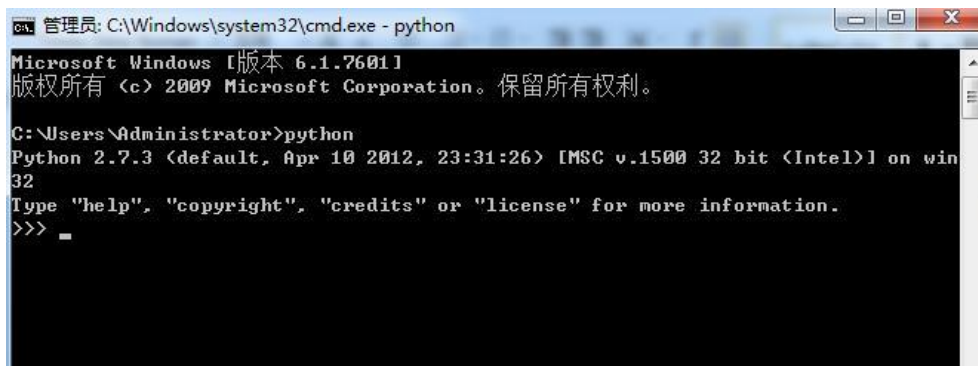 管理员: C:\Windows\system32\cmd.exe - python
Microsoft Windows [版本 6.1.7601]
版权所有 (c) 2009 Microsoft Corporation。保留所有权利。
C:\Users\Administrator>python
Python 2.7.3 (default, Apr 10 2012, 23:31:26) [MSC v.1500 32 bit (Intel)] on win
32
Type "help", "copyright", "credits" or "license" for more information.
>>> _